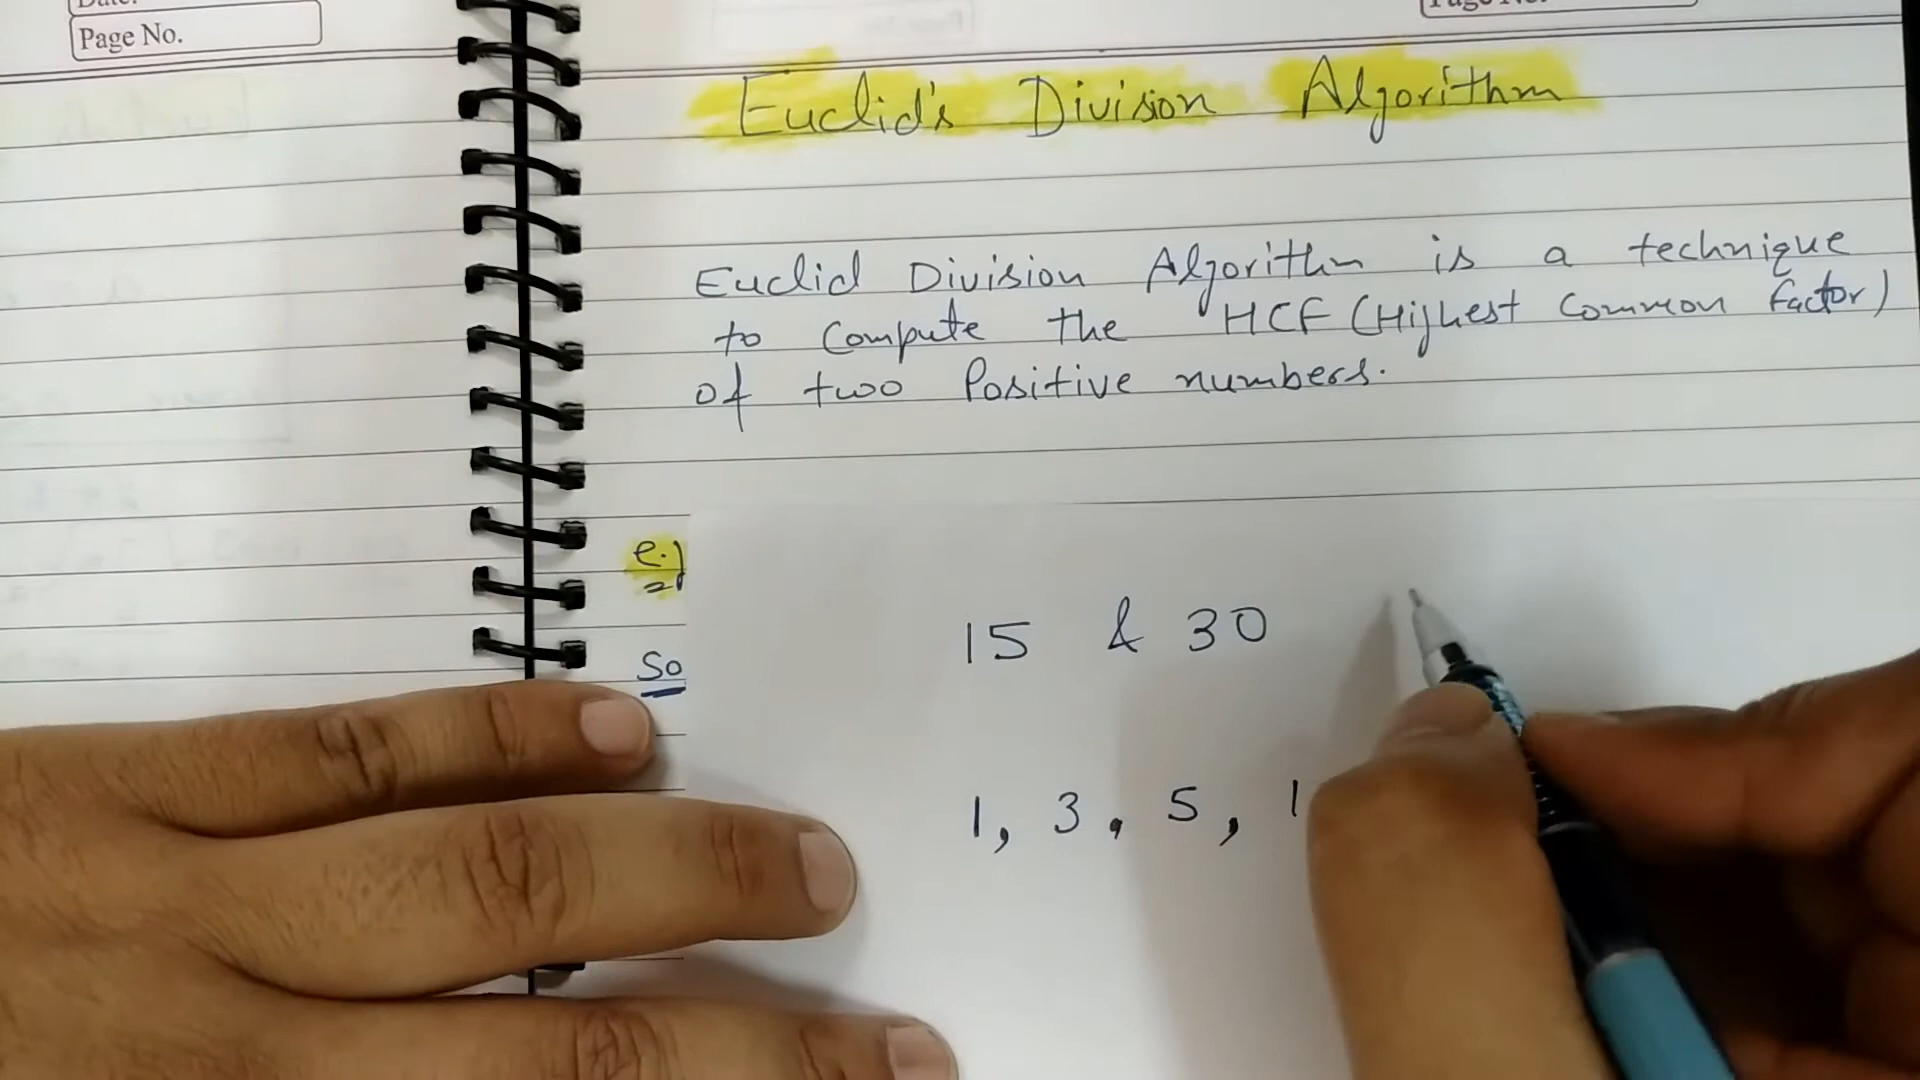 Page No.
Euclid's Division Algorithm
Euclid Division Algorithm is a technique
to Compute the HCF (Highest Common factor)
of two Positive numbers.
e.g
15 & 30
So
1, 3, 5, 1